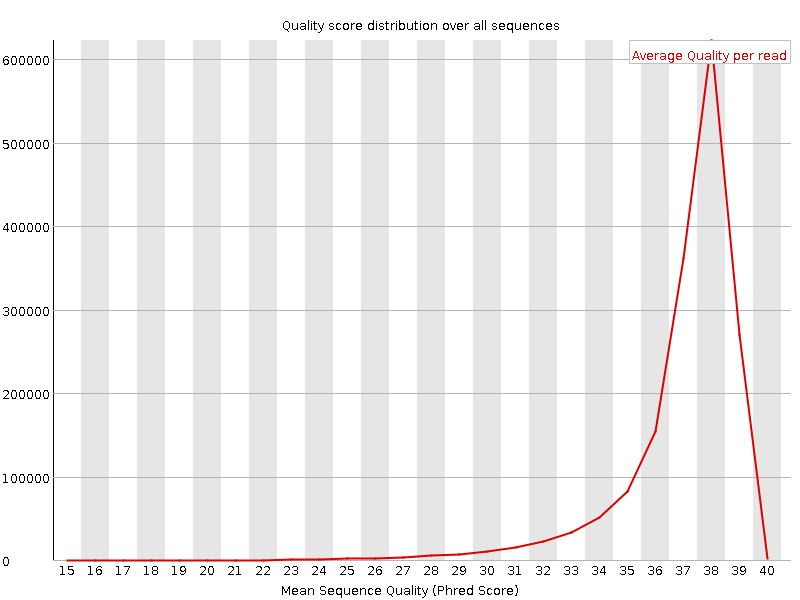 Quality score distribution over all sequences
Average Quality per read
600000
500000
400000
300000
200000
100000
0
15 16 17 18 19 20 21 22 23 24 25 26 27 28 29 30 31 32 33 34 35 36 37 38 39 40
Mean Sequence Quality (Phred Score)